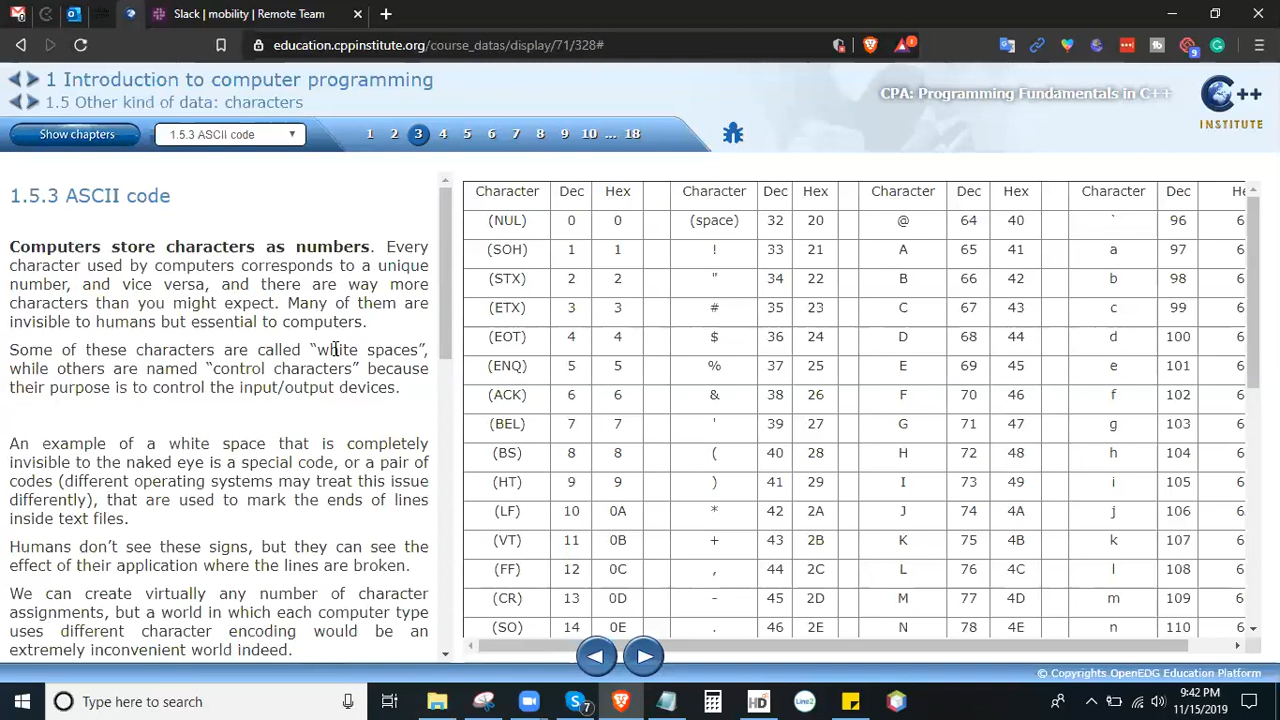 Slack | mobility | Remote Team
education.cppinstitute.org/course_datas/display/71/328#
1 Introduction to computer programming
1.5 Other kind of data: characters
CPA: Programming Fundamentals in C++
++
INSTITUTE
Show chapters
1.5.3 ASCII code
1 2 3 4 5 6 7 8 9 10 ... 18
1.5.3 ASCII code
Computers store characters as numbers. Every
character used by computers corresponds to a unique
number, and vice versa, and there are way more
characters than you might expect. Many of them are
invisible to humans but essential to computers.
Some of these characters are called “white spaces”,
while others are named “control characters” because
their purpose is to control the input/output devices.
An example of a white space that is completely
invisible to the naked eye is a special code, or a pair of
codes (different operating systems may treat this issue
differently), that are used to mark the ends of lines
inside text files.
Humans don’t see these signs, but they can see the
effect of their application where the lines are broken.
We can create virtually any number of character
assignments, but a world in which each computer type
uses different character encoding would be an
extremely inconvenient world indeed.
Character Dec Hex Character Dec Hex Character Dec Hex Character Dec He
(NUL) 0 0 (space) 32 20 @ 64 40 ` 96 6
(SOH) 1 1 ! 33 21 A 65 41 a 97 6
(STX) 2 2 " 34 22 B 66 42 b 98 6
(ETX) 3 3 # 35 23 C 67 43 c 99 6
(EOT) 4 4 $ 36 24 D 68 44 d 100 6
(ENQ) 5 5 % 37 25 E 69 45 e 101 6
(ACK) 6 6 & 38 26 F 70 46 f 102 6
(BEL) 7 7 ' 39 27 G 71 47 g 103 6
(BS) 8 8 ( 40 28 H 72 48 h 104 6
(HT) 9 9 ) 41 29 I 73 49 i 105 6
(LF) 10 0A * 42 2A J 74 4A j 106 6
(VT) 11 0B + 43 2B K 75 4B k 107 6
(FF) 12 0C , 44 2C L 76 4C l 108 6
(CR) 13 0D - 45 2D M 77 4D m 109 6
(SO) 14 0E . 46 2E N 78 4E n 110 6
© Copyrights OpenEDG Education Platform
Type here to search
7
HD
9:42 PM
11/15/2019